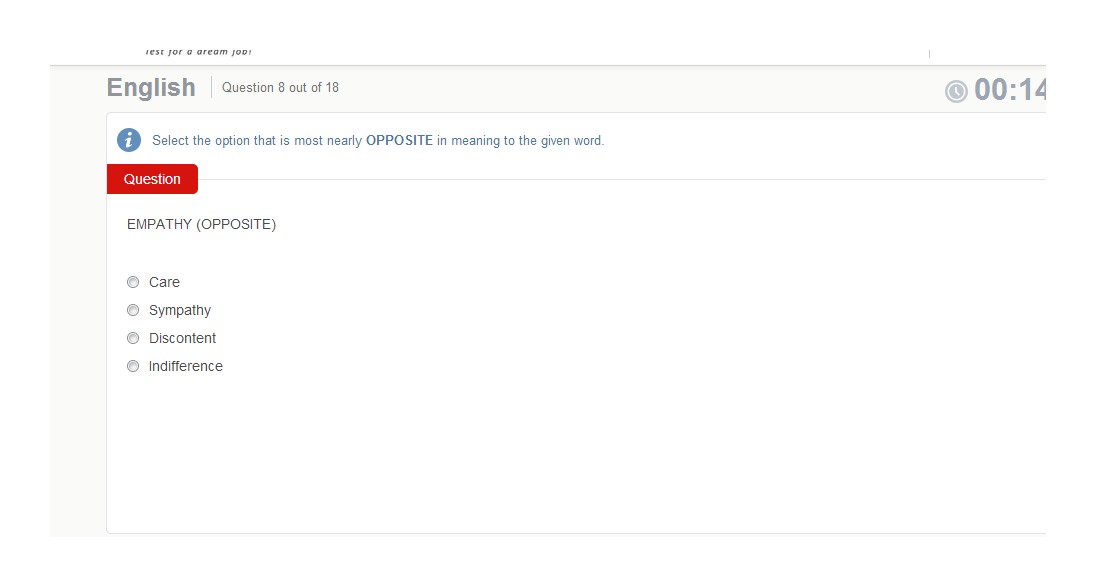 Test for a dream job!
English
Question 8 out of 18
00:14
Select the option that is most nearly OPPOSITE in meaning to the given word.
Question
EMPATHY (OPPOSITE)
Care
Sympathy
Discontent
Indifference